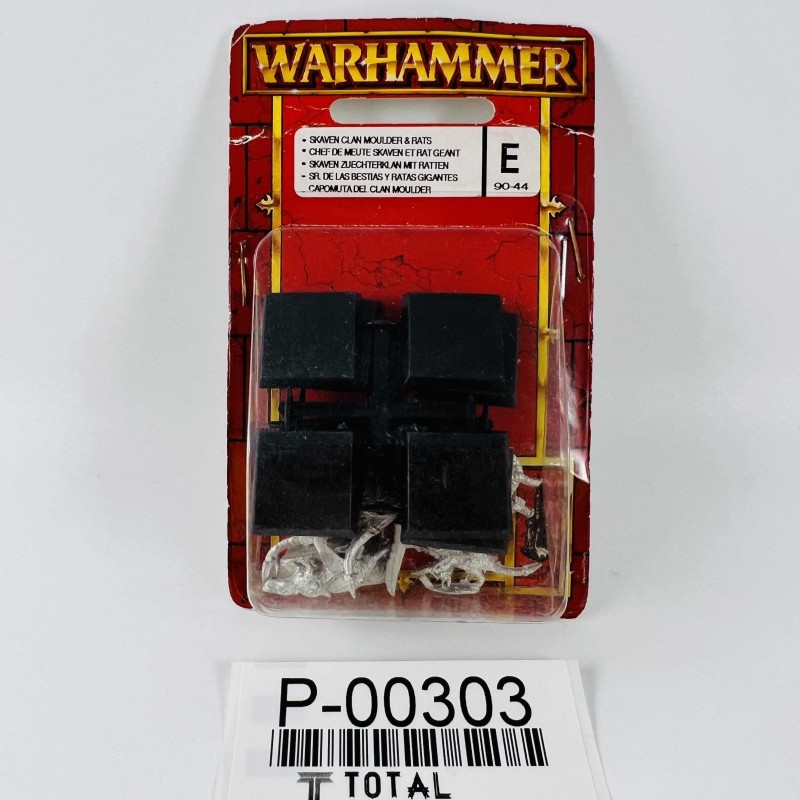 WARHAMMER
• SKAVEN CLAN MOULDER & RATS
• CHEF DE MEUTE SKAVEN ET RAT GEANT
• SKAVEN ZUECHTERKLAN MIT RATTEN
• SR. DE LAS BESTIAS Y RATAS GIGANTES
CAPOMUTA DEL CLAN MOULDER
E
90-44
P-00303
TOTAL